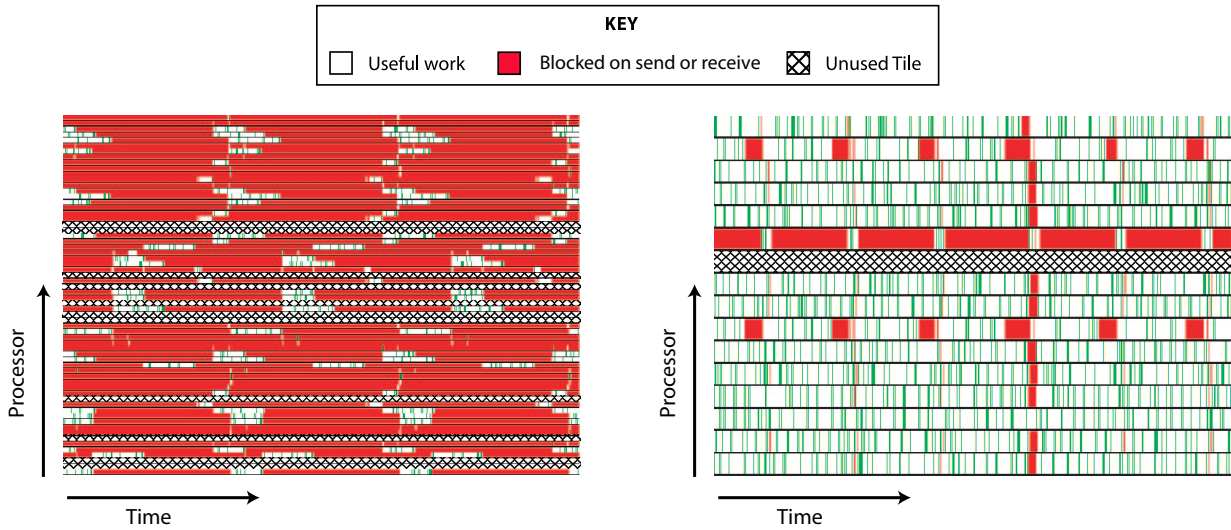 KEY
Useful work
Blocked on send or receive
Unused Tile
Processor
Time
Processor
Time